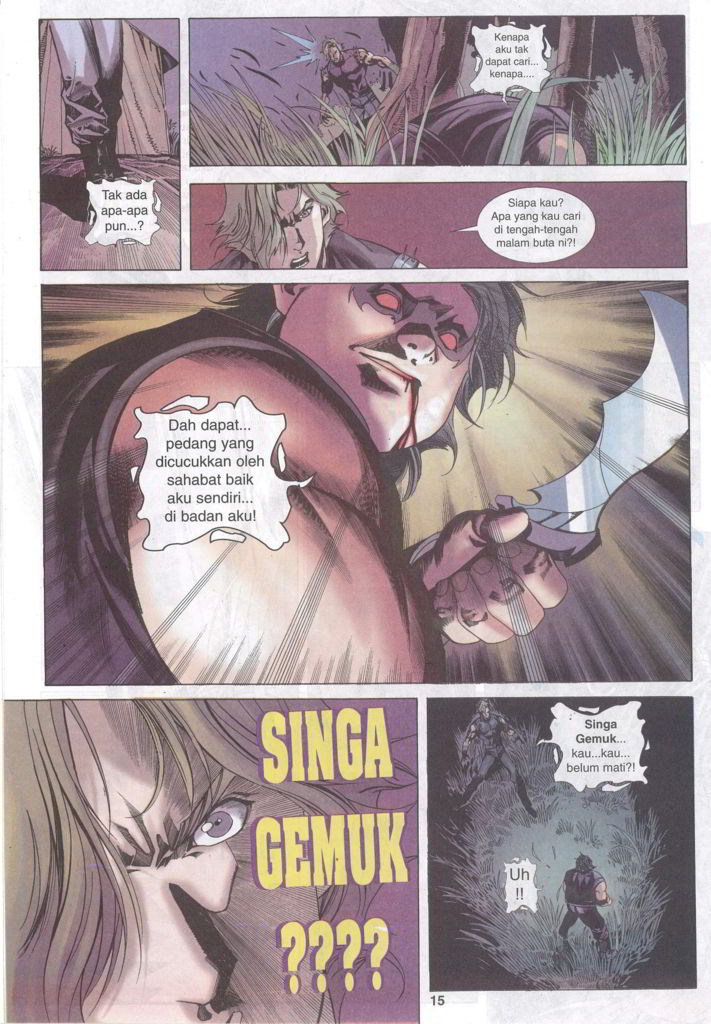 Kenapa
aku tak
dapat cari...
kenapa....
Tak ada
apa-apa
pun...?
Siapa kau?
Apa yang kau cari
di tengah-tengah
malam buta ni?!
Dah dapat...
pedang yang
dicucukkan oleh
sahabat baik
aku sendiri...
di badan aku!
SINGA
GEMUK
????
Singa
Gemuk...
kau...kau...
belum mati?!
Uh
!!
15